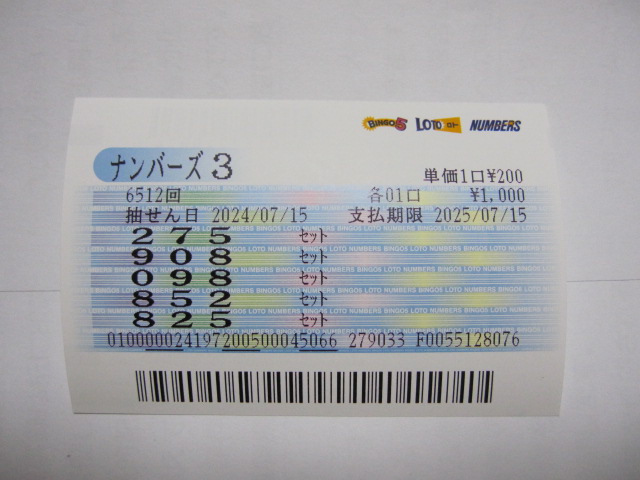 BINGO5 LOTO ロト NUMBERS
ナンバーズ3 単価1口¥200
6512回 各01口 ¥1,000
抽せん日 2024/07/15 支払期限 2025/07/15
275 セット
908 セット
098 セット
852 セット
825 セット
010000024197200500045066 279033 F0055128076